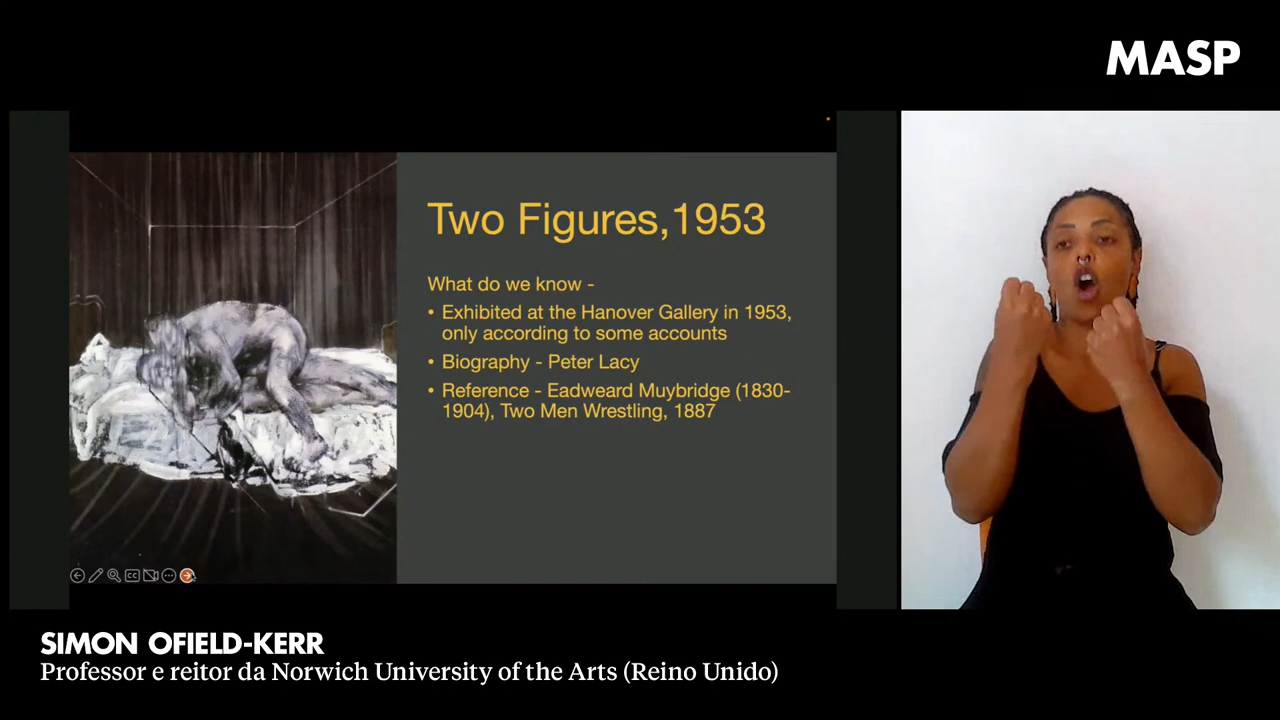 MASP
Two Figures,1953
What do we know -
• Exhibited at the Hanover Gallery in 1953,
only according to some accounts
• Biography - Peter Lacy
• Reference - Eadweard Muybridge (1830-
1904), Two Men Wrestling, 1887
CC
SIMON OFIELD-KERR
Professor e reitor da Norwich University of the Arts (Reino Unido)